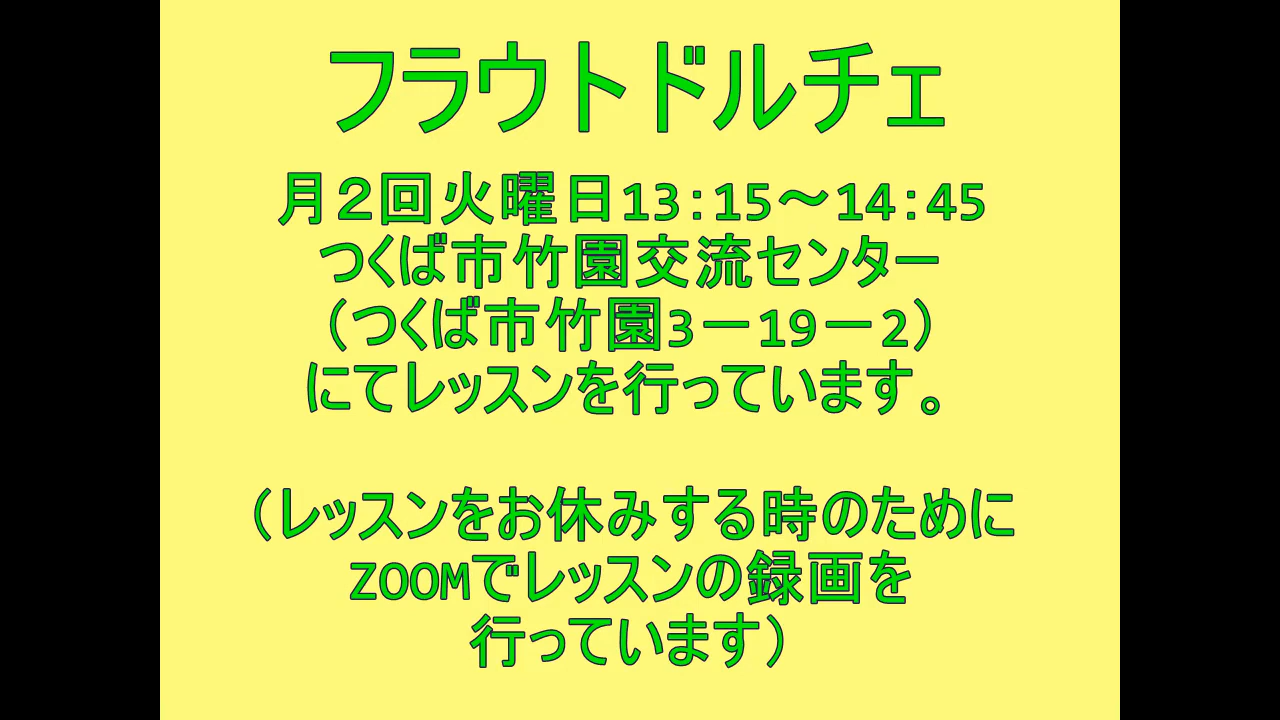 フラウトドルチェ
月２回火曜日13:15～14:45
つくば市竹園交流センター
（つくば市竹園3－19－2）
にてレッスンを行っています。
（レッスンをお休みする時のために
ZOOMでレッスンの録画を
行っています）